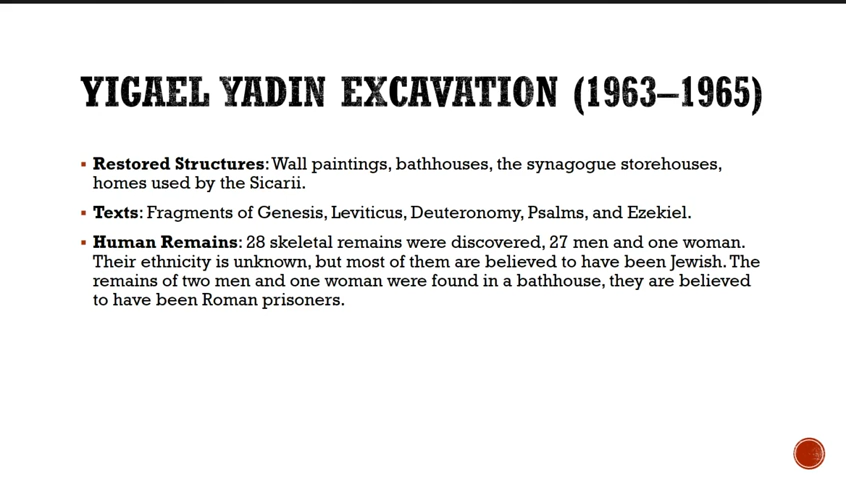 YIGAEL YADIN EXCAVATION (1963–1965)
▪ Restored Structures: Wall paintings, bathhouses, the synagogue storehouses,
homes used by the Sicarii.
▪ Texts: Fragments of Genesis, Leviticus, Deuteronomy, Psalms, and Ezekiel.
▪ Human Remains: 28 skeletal remains were discovered, 27 men and one woman.
Their ethnicity is unknown, but most of them are believed to have been Jewish. The
remains of two men and one woman were found in a bathhouse, they are believed
to have been Roman prisoners.